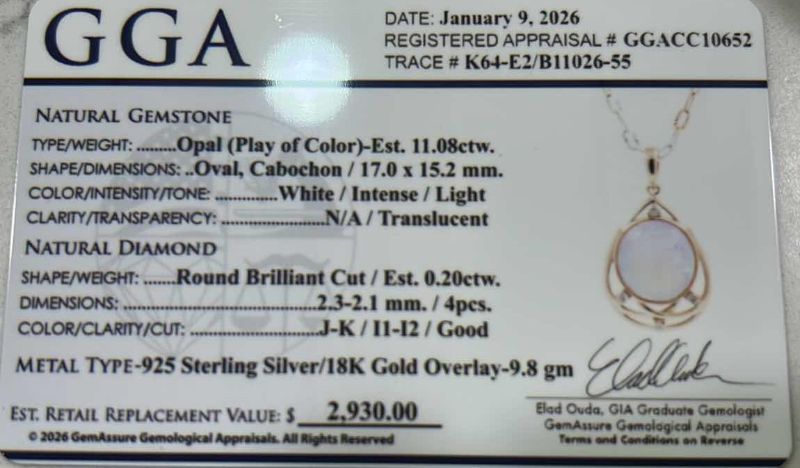 GGA
DATE: January 9, 2026
REGISTERED APPRAISAL # GGACC10652
TRACE # K64-E2/B11026-55
NATURAL GEMSTONE
TYPE/WEIGHT: .........Opal (Play of Color)-Est. 11.08ctw.
SHAPE/DIMENSIONS: ..Oval, Cabochon / 17.0 x 15.2 mm.
COLOR/INTENSITY/TONE: ..............White / Intense / Light
CLARITY/TRANSPARENCY: .......................N/A / Translucent
NATURAL DIAMOND
SHAPE/WEIGHT: ......Round Brilliant Cut / Est. 0.20ctw.
DIMENSIONS: .....................................2.3-2.1 mm. / 4pcs.
COLOR/CLARITY/CUT: .......................J-K / I1-I2 / Good
METAL TYPE-925 Sterling Silver/18K Gold Overlay-9.8 gm
EST. RETAIL REPLACEMENT VALUE: $ 2,930.00
© 2026 GemAssure Gemological Appraisals. All Rights Reserved
Elad Ouda, GIA Graduate Gemologist
GemAssure Gemological Appraisals
Terms and Conditions on Reverse